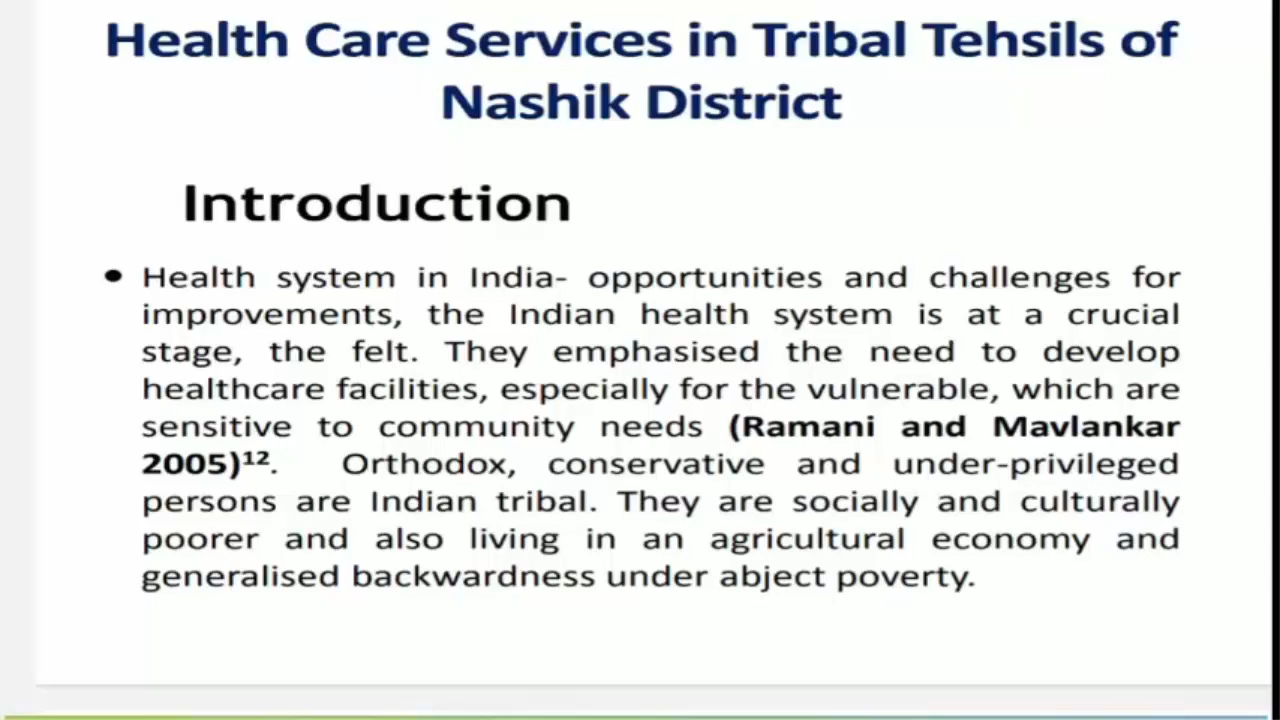 Health Care Services in Tribal Tehsils of
Nashik District
Introduction
• Health system in India- opportunities and challenges for
improvements, the Indian health system is at a crucial
stage, the felt. They emphasised the need to develop
healthcare facilities, especially for the vulnerable, which are
sensitive to community needs (Ramani and Mavlankar
2005)¹². Orthodox, conservative and under-privileged
persons are Indian tribal. They are socially and culturally
poorer and also living in an agricultural economy and
generalised backwardness under abject poverty.